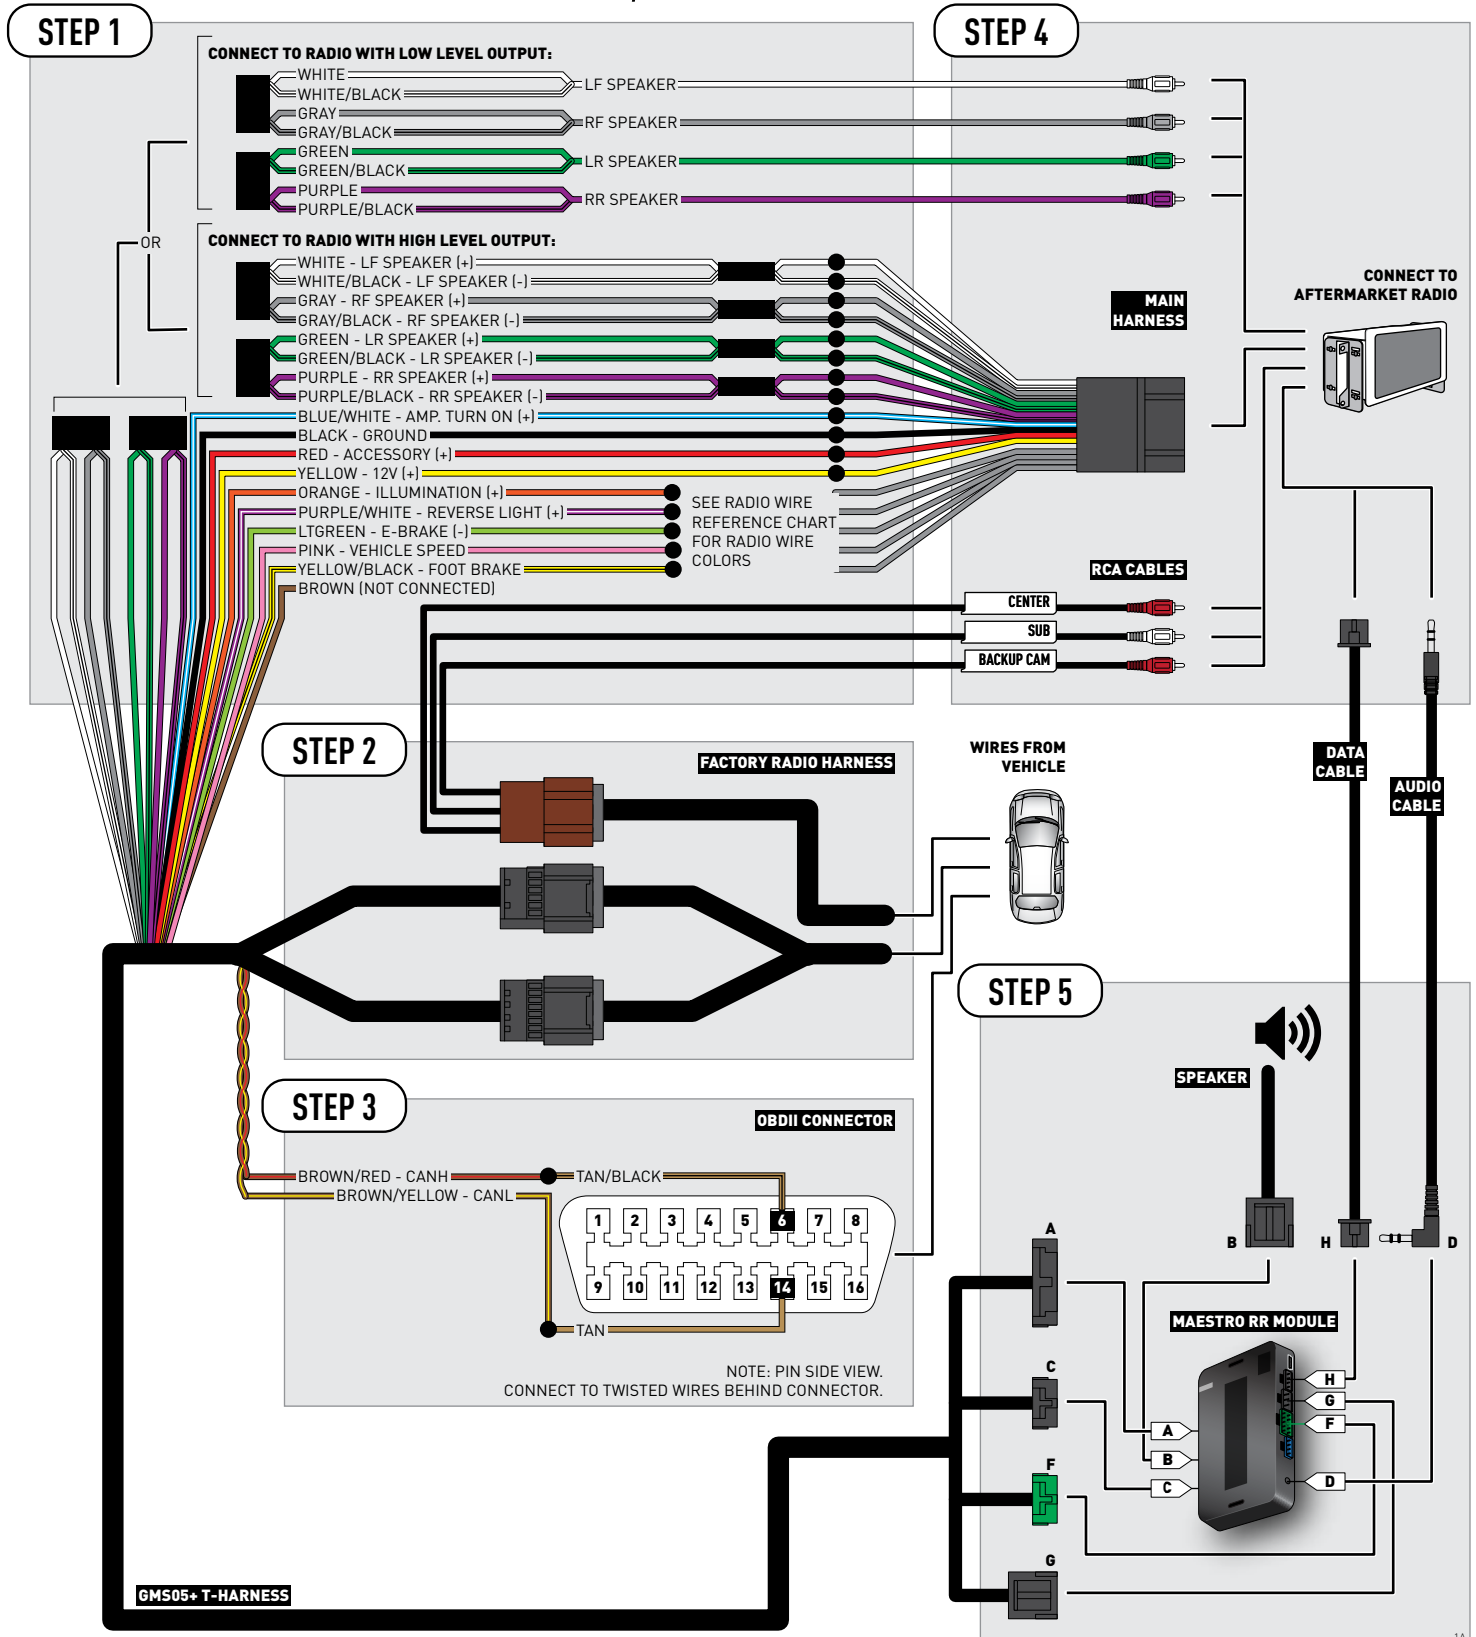 STEP 1
CONNECT TO RADIO WITH LOW LEVEL OUTPUT:
WHITE
WHITE/BLACK
LF SPEAKER
GRAY
GRAY/BLACK
RF SPEAKER
GREEN
GREEN/BLACK
LR SPEAKER
PURPLE
PURPLE/BLACK
RR SPEAKER
OR
CONNECT TO RADIO WITH HIGH LEVEL OUTPUT:
WHITE - LF SPEAKER (+)
WHITE/BLACK - LF SPEAKER (-)
GRAY - RF SPEAKER (+)
GRAY/BLACK - RF SPEAKER (-)
GREEN - LR SPEAKER (+)
GREEN/BLACK - LR SPEAKER (-)
PURPLE - RR SPEAKER (+)
PURPLE/BLACK - RR SPEAKER (-)
BLUE/WHITE - AMP. TURN ON (+)
BLACK - GROUND
RED - ACCESSORY (+)
YELLOW - 12V (+)
ORANGE - ILLUMINATION (+)
PURPLE/WHITE - REVERSE LIGHT (+)
LTGREEN - E-BRAKE (-)
PINK - VEHICLE SPEED
YELLOW/BLACK - FOOT BRAKE
BROWN (NOT CONNECTED)
SEE RADIO WIRE
REFERENCE CHART
FOR RADIO WIRE
COLORS
STEP 4
CONNECT TO
AFTERMARKET RADIO
MAIN
HARNESS
RCA CABLES
CENTER
SUB
BACKUP CAM
DATA
CABLE
AUDIO
CABLE
STEP 2
FACTORY RADIO HARNESS
WIRES FROM
VEHICLE
STEP 3
OBDII CONNECTOR
BROWN/RED - CANH
TAN/BLACK
BROWN/YELLOW - CANL
1 2 3 4 5 6 7 8
9 10 11 12 13 14 15 16
TAN
NOTE: PIN SIDE VIEW.
CONNECT TO TWISTED WIRES BEHIND CONNECTOR.
STEP 5
SPEAKER
A
B
H
D
MAESTRO RR MODULE
C
H
G
F
A
B
C
D
F
G
GMS05+ T-HARNESS